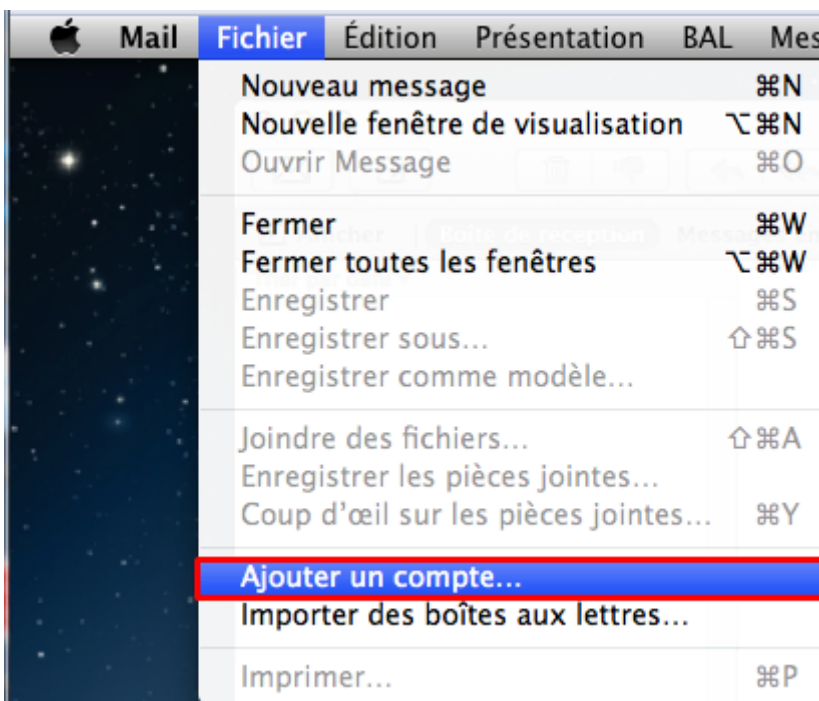 Mail Fichier Édition Présentation BAL Mes
Nouveau message ⌘N
Nouvelle fenêtre de visualisation ⌥⌘N
Ouvrir Message ⌘O
Fermer ⌘W
Fermer toutes les fenêtres ⌥⌘W
Enregistrer ⌘S
Enregistrer sous... ⇧⌘S
Enregistrer comme modèle...
Joindre des fichiers... ⇧⌘A
Enregistrer les pièces jointes...
Coup d’œil sur les pièces jointes... ⌘Y
Ajouter un compte...
Importer des boîtes aux lettres...
Imprimer... ⌘P